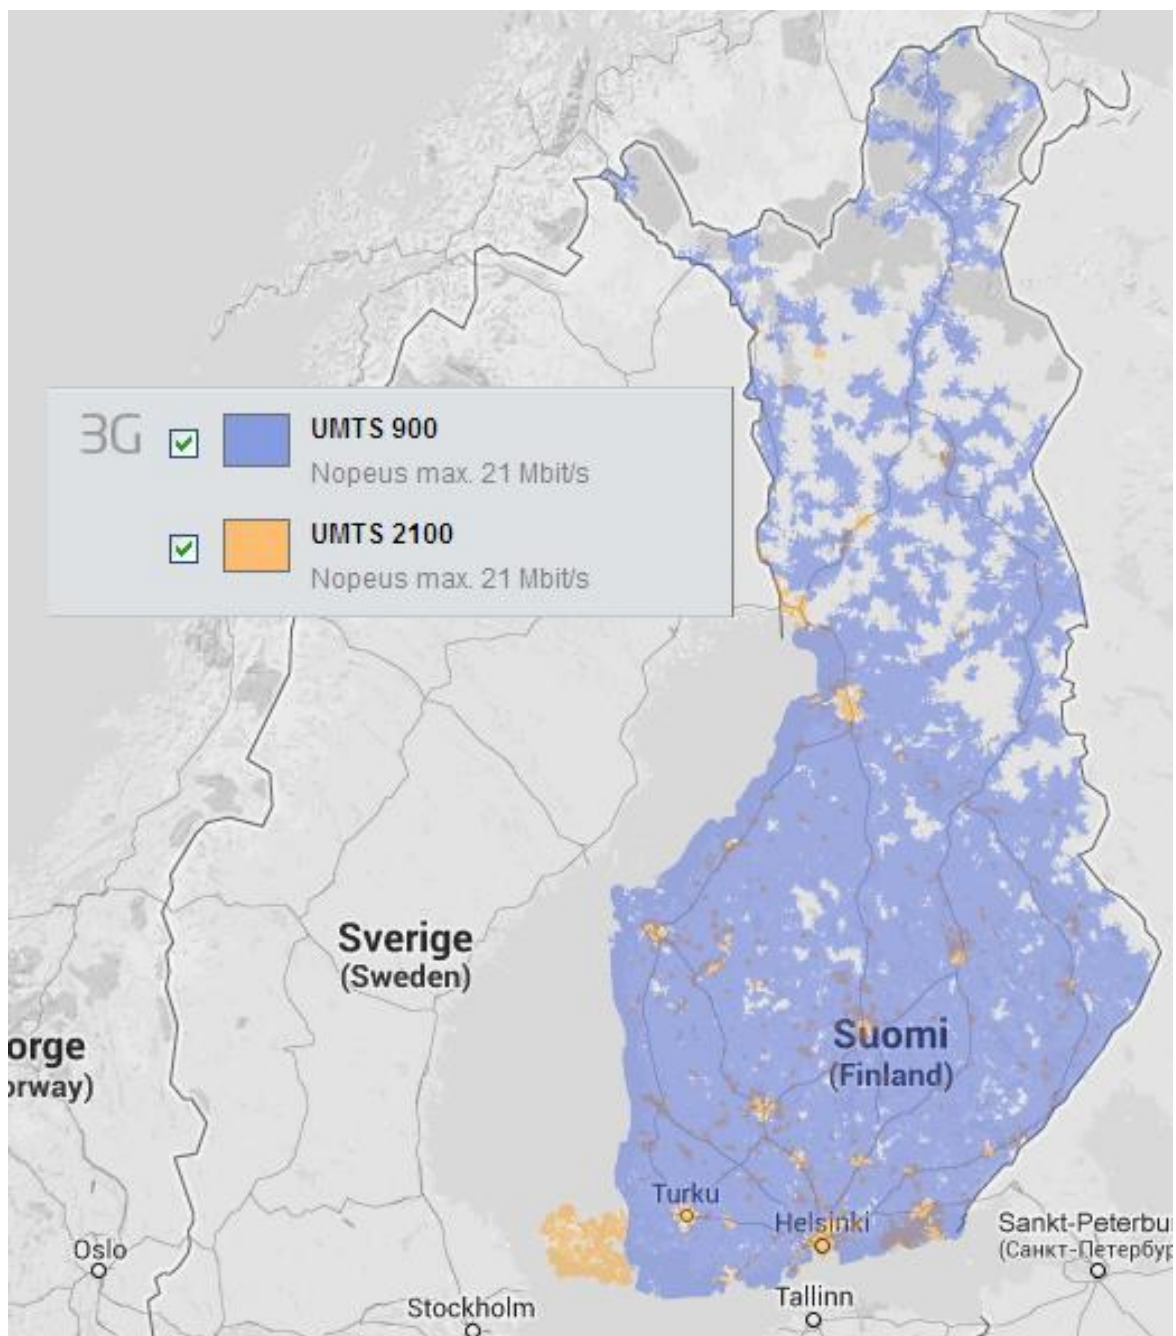 3G
UMTS 900
Nopeus max. 21 Mbit/s
UMTS 2100
Nopeus max. 21 Mbit/s
Sverige
(Sweden)
orge
orway)
Suomi
(Finland)
Turku
Helsinki
Sankt-Peterbu
(Санкт-Петербур
Oslo
Stockholm
Tallinn